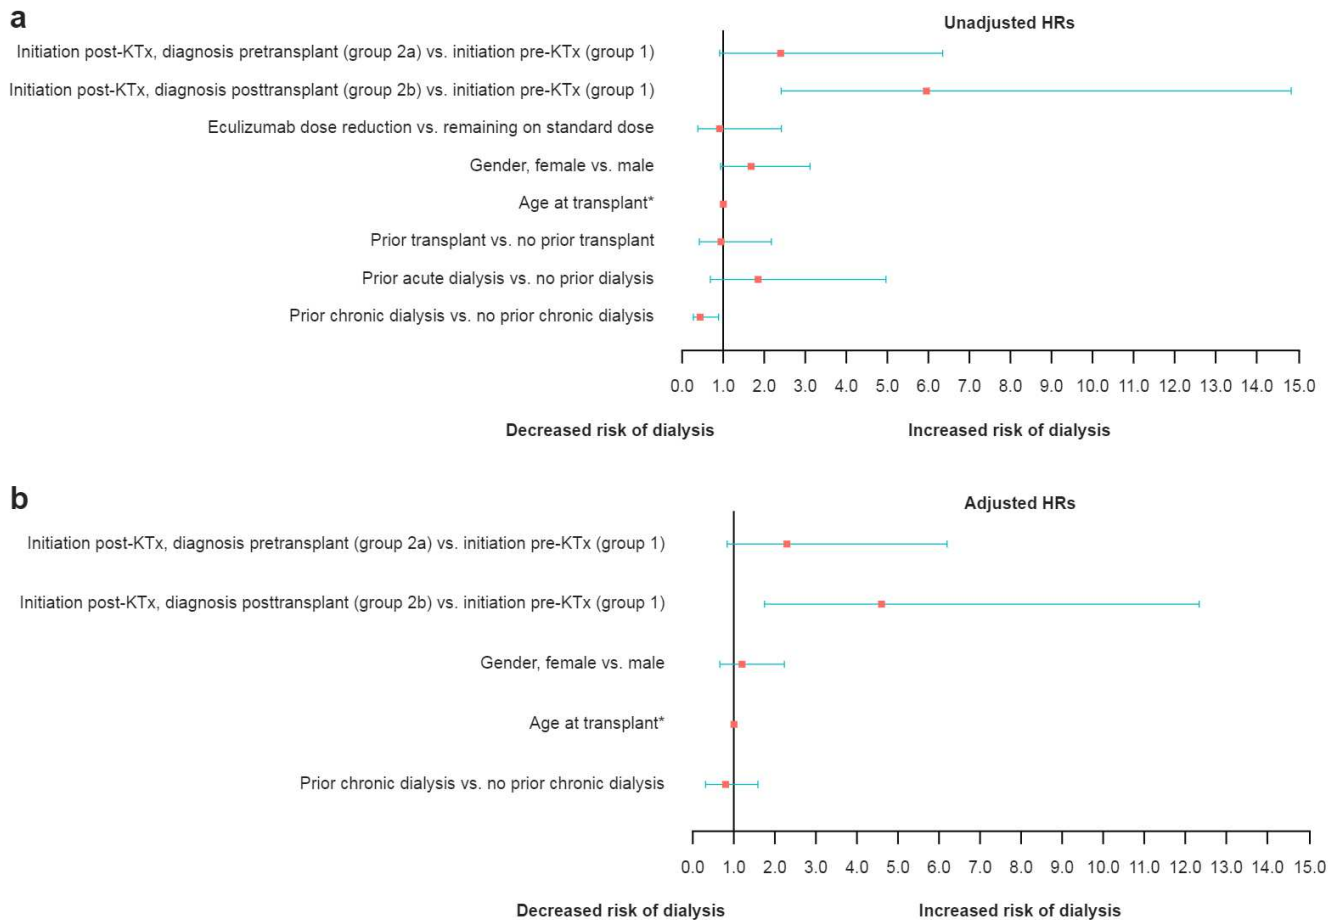 a
Unadjusted HRs
Initiation post-KTx, diagnosis pretransplant (group 2a) vs. initiation pre-KTx (group 1)
Initiation post-KTx, diagnosis posttransplant (group 2b) vs. initiation pre-KTx (group 1)
Eculizumab dose reduction vs. remaining on standard dose
Gender, female vs. male
Age at transplant*
Prior transplant vs. no prior transplant
Prior acute dialysis vs. no prior dialysis
Prior chronic dialysis vs. no prior chronic dialysis
0.0 1.0 2.0 3.0 4.0 5.0 6.0 7.0 8.0 9.0 10.0 11.0 12.0 13.0 14.0 15.0
Decreased risk of dialysis Increased risk of dialysis
b
Adjusted HRs
Initiation post-KTx, diagnosis pretransplant (group 2a) vs. initiation pre-KTx (group 1)
Initiation post-KTx, diagnosis posttransplant (group 2b) vs. initiation pre-KTx (group 1)
Gender, female vs. male
Age at transplant*
Prior chronic dialysis vs. no prior chronic dialysis
0.0 1.0 2.0 3.0 4.0 5.0 6.0 7.0 8.0 9.0 10.0 11.0 12.0 13.0 14.0 15.0
Decreased risk of dialysis Increased risk of dialysis